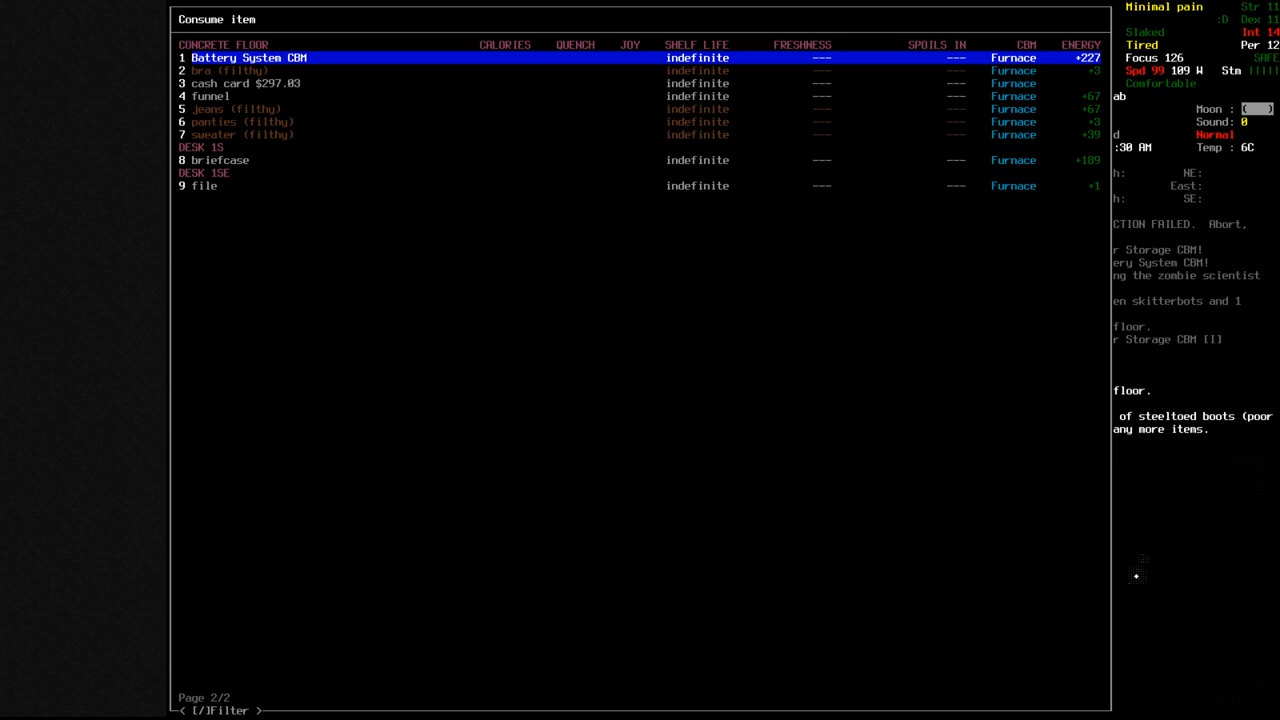 Consume item
CONCRETE FLOOR CALORIES QUENCH JOY SHELF LIFE FRESHNESS SPOILS IN CBM ENERGY
1 Battery System CBM indefinite --- --- Furnace +227
2 bra (filthy) indefinite --- --- Furnace +3
3 cash card $297.03
4 funnel indefinite --- --- Furnace +67
5 jeans (filthy) indefinite --- --- Furnace +67
6 panties (filthy) indefinite --- --- Furnace +3
7 sweater (filthy) indefinite --- --- Furnace +39
DESK 1S
8 briefcase indefinite --- --- Furnace +189
DESK 1SE
9 file indefinite --- --- Furnace +1
Page 2/2
< [/]Filter >
Minimal pain Str 11
:D Dex 11
Slaked Int 14
Tired Per 12
Focus 126 SAFE
Spd 99 109 W Stm |||||
Comfortable
ab
Moon : (   )
Sound: 0
d Normal
:30 AM Temp : 6C
h: NE:
East:
h: SE:
CTION FAILED. Abort,
r Storage CBM!
ery System CBM!
ng the zombie scientist
en skitterbots and 1
floor.
r Storage CBM [I]
floor.
of steeltoed boots (poor
any more items.